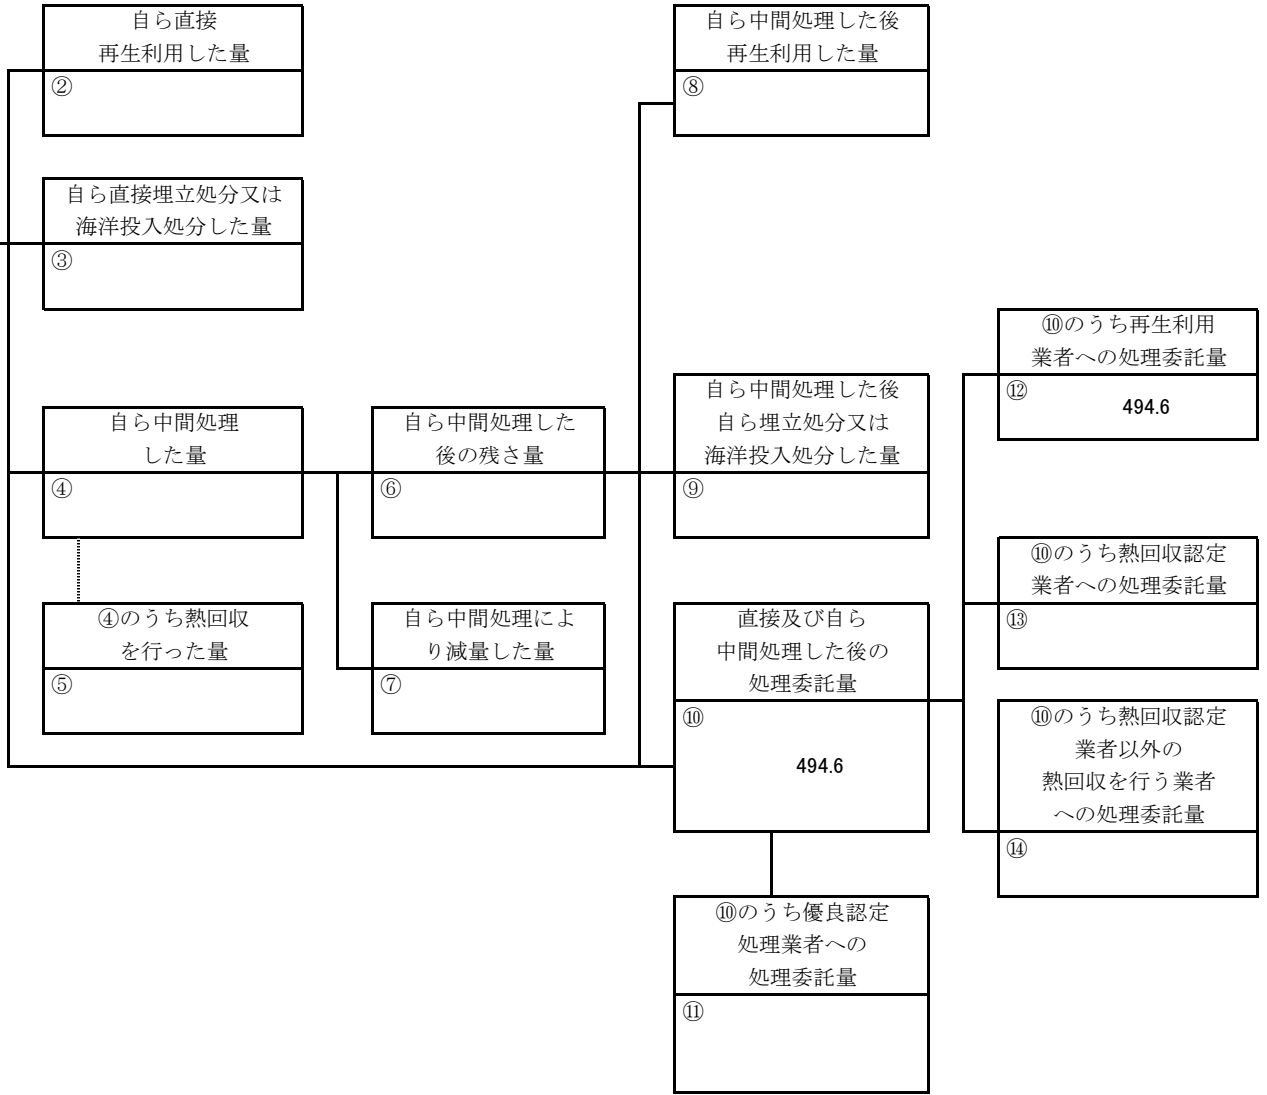 自ら直接
再生利用した量
②
自ら中間処理した後
再生利用した量
⑧
自ら直接埋立処分又は
海洋投入処分した量
③
⑩のうち再生利用
業者への処理委託量
⑫
494.6
自ら中間処理
した量
④
自ら中間処理した
後の残さ量
⑥
自ら中間処理した後
自ら埋立処分又は
海洋投入処分した量
⑨
⑩のうち熱回収認定
業者への処理委託量
⑬
④のうち熱回収
を行った量
⑤
自ら中間処理によ
り減量した量
⑦
直接及び自ら
中間処理した後の
処理委託量
⑩
494.6
⑩のうち熱回収認定
業者以外の
熱回収を行う業者
への処理委託量
⑭
⑩のうち優良認定
処理業者への
処理委託量
⑪